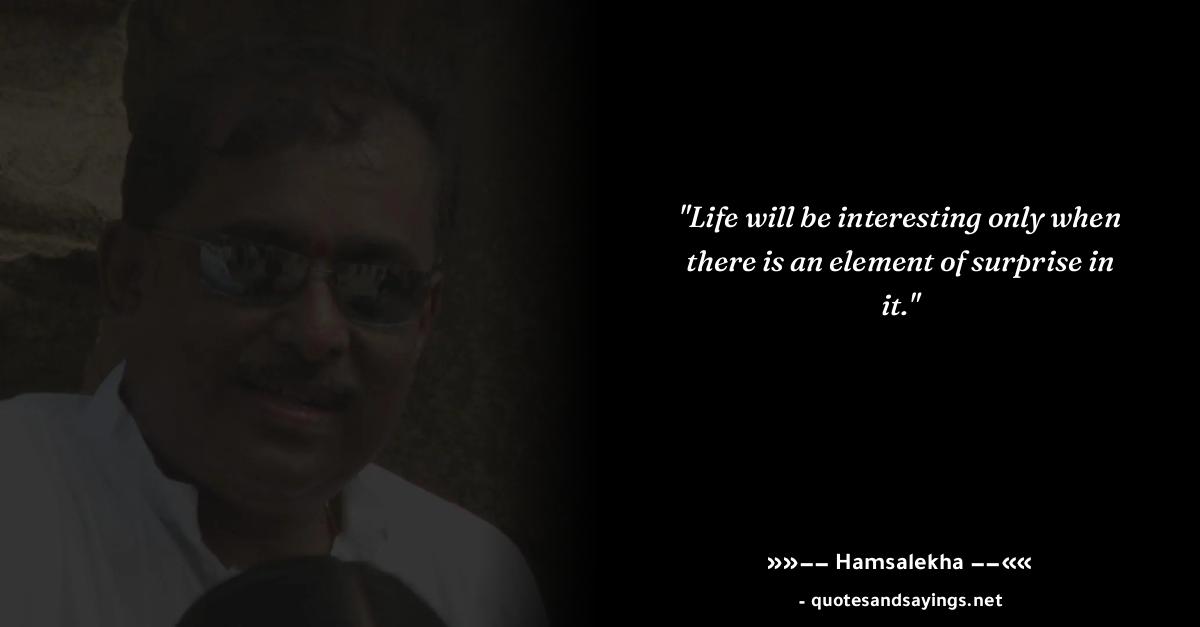 "Life will be interesting only when
there is an element of surprise in
it."
»»−− Hamsalekha −−««
- quotesandsayings.net